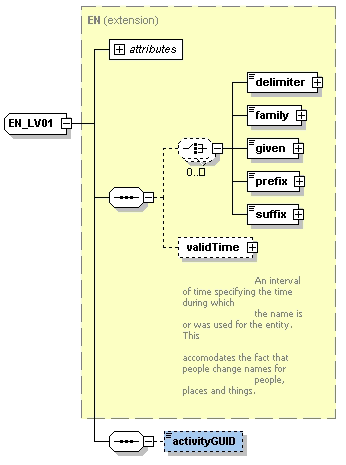 EN (extension)
attributes
EN_LV01
delimiter
family
given
0..
prefix
suffix
validTime
An interval
of time specifying the time
during which
the name is
or was used for the entity.
This
accomodates the fact that
people change names for
people,
places and things.
activityGUID